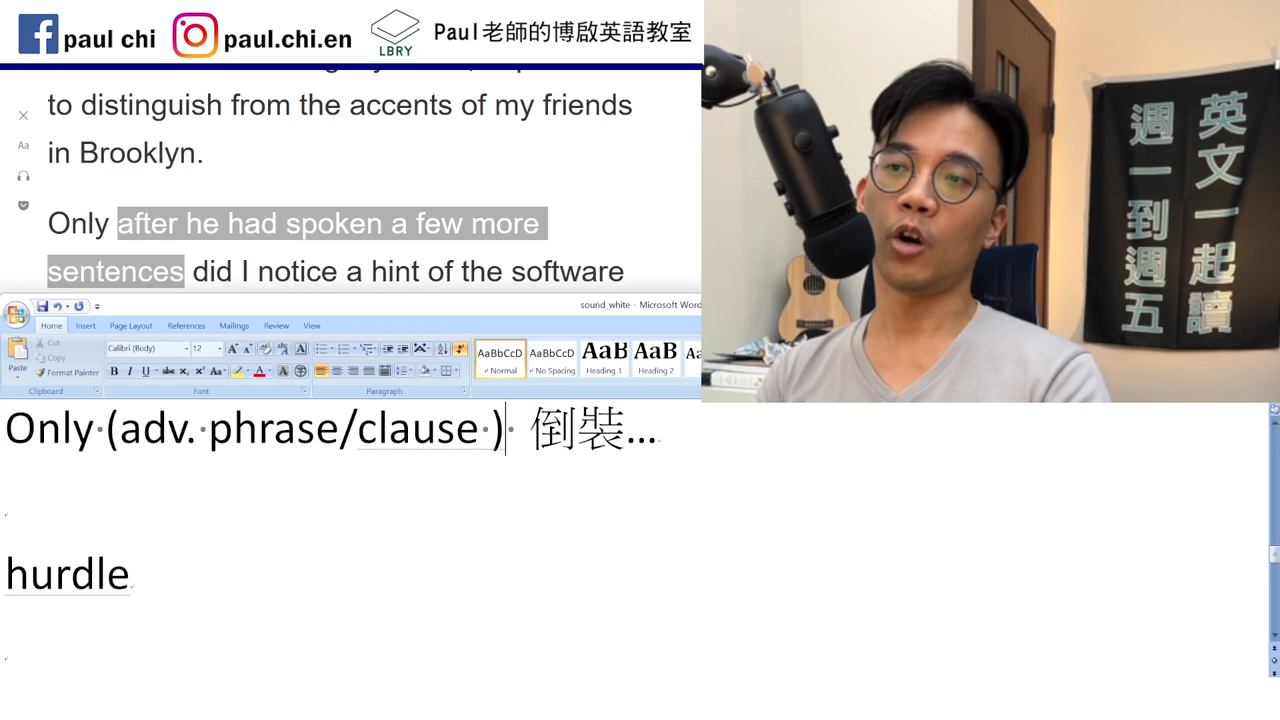 paul chi
paul.chi.en
LBRY
Paul老師的博啟英語教室
to distinguish from the accents of my friends
in Brooklyn.
Only after he had spoken a few more
sentences did I notice a hint of the software
Aa
sound_white - Microsoft Word
Home Insert Page Layout References Mailings Review View
Paste
Cut
Copy
Format Painter
Clipboard
Calibri (Body) 12
Font
Paragraph
AaBbCcD AaBbCcD AaBb AaBb Aa
Normal No Spacing Heading 1 Heading 2
Only (adv. phrase/clause ) 倒裝...
hurdle
英文一起讀
週一到週五